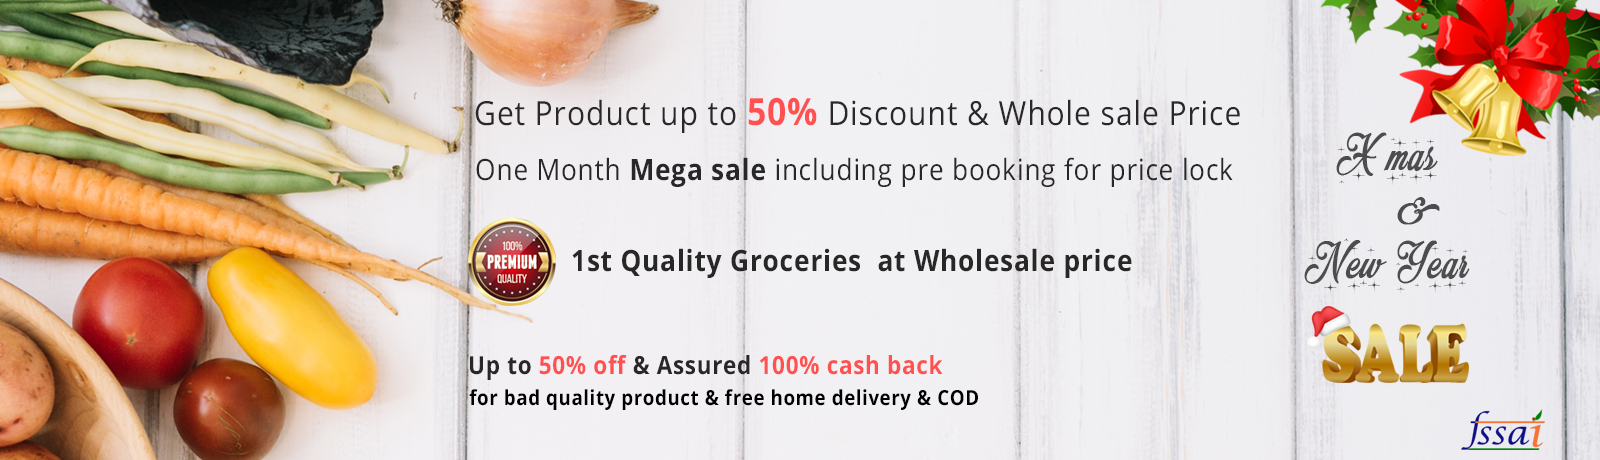 Get Product up to 50% Discount & Whole sale Price
One Month Mega sale including pre booking for price lock
100%
PREMIUM
QUALITY
1st Quality Groceries at Wholesale price
Up to 50% off & Assured 100% cash back
for bad quality product & free home delivery & COD
X mas
&
New Year
SALE
fssai